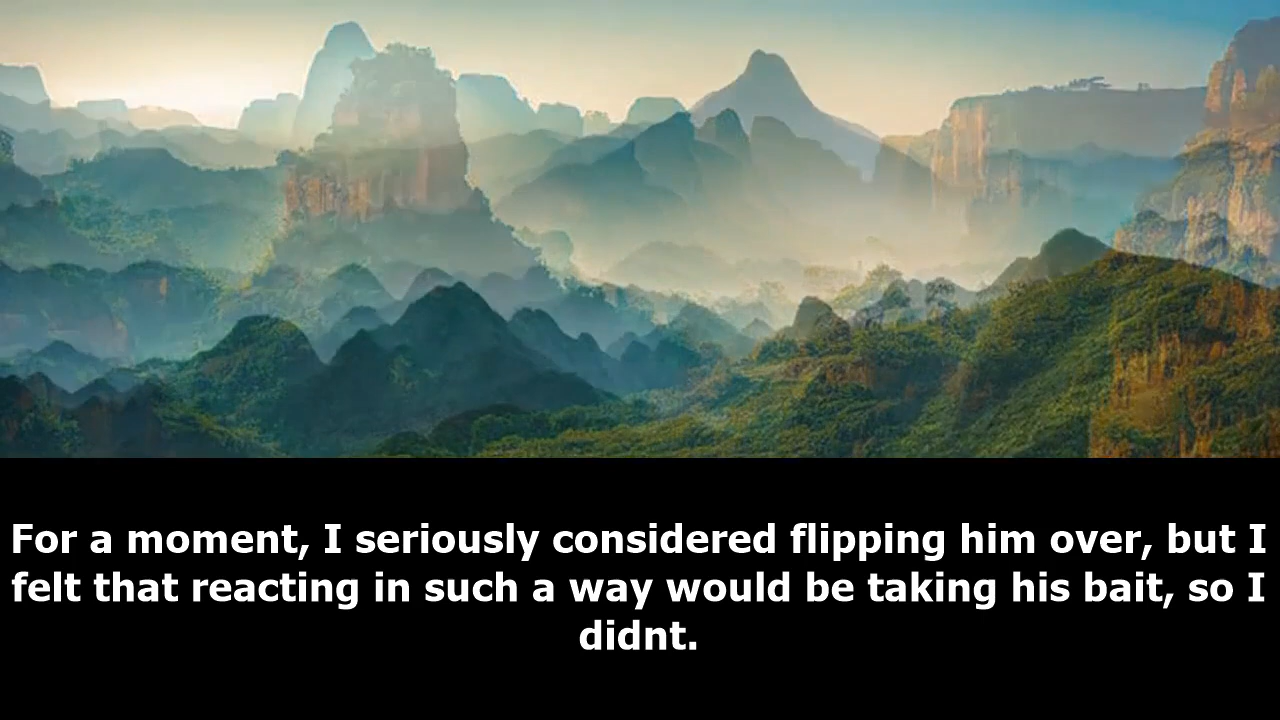 For a moment, I seriously considered flipping him over, but I
felt that reacting in such a way would be taking his bait, so I
didnt.